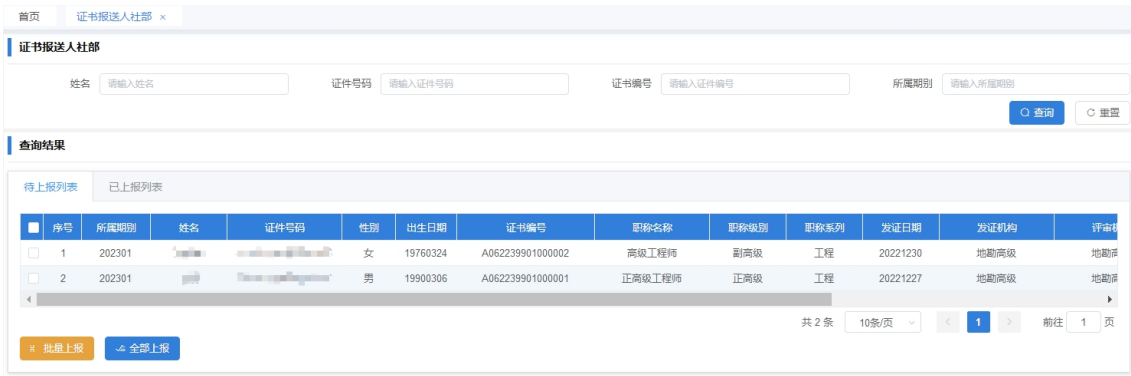 首页 证书报送人社部 ×
证书报送人社部
姓名 请输入姓名 证件号码 请输入证件号码 证书编号 请输入证件编号 所属期别 请输入所属期别
查询 重置
查询结果
待上报列表 已上报列表
序号 所属期别 姓名 证件号码 性别 出生日期 证书编号 职称名称 职称级别 职称系列 发证日期 发证机构 评审机
1 202301 女 19760324 A062239901000002 高级工程师 副高级 工程 20221230 地勘高级 地勘高
2 202301 男 19900306 A062239901000001 正高级工程师 正高级 工程 20221227 地勘高级 地勘高
共 2 条 10条/页 < 1 > 前往 1 页
批量上报 全部上报